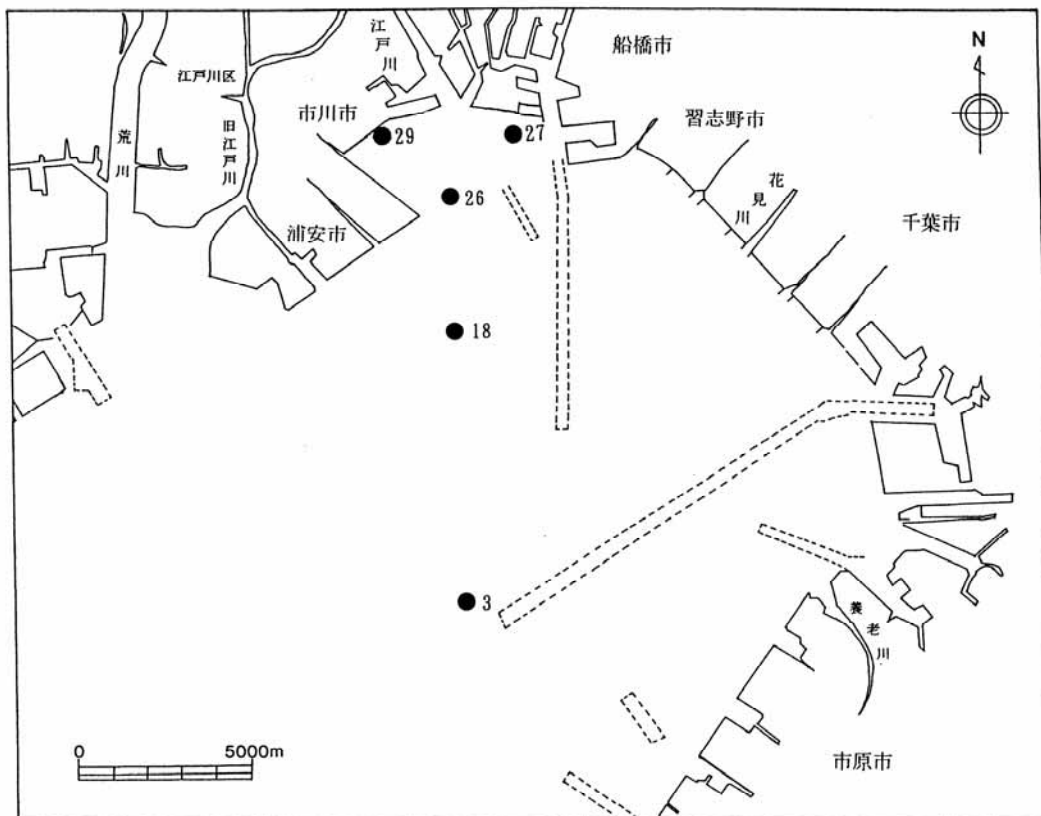 船橋市
N
江戸川
江戸川区
市川市
習志野市
荒川
旧江戸川
29
27
花見川
26
浦安市
千葉市
18
3
養老川
0 5000m
市原市